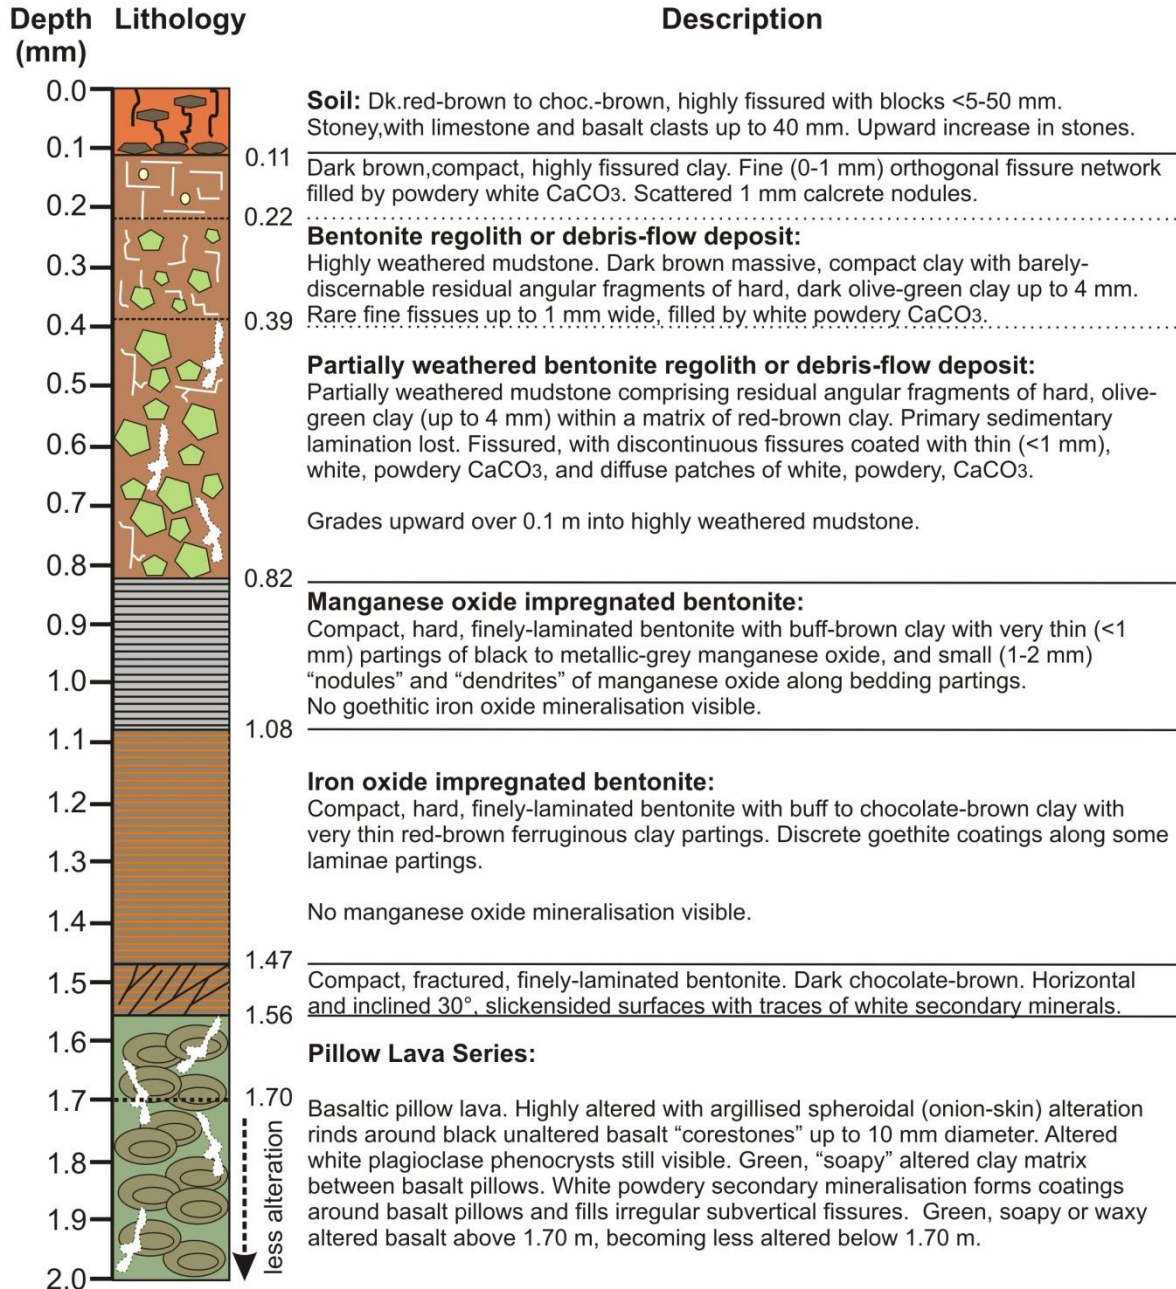 Depth Lithology Description
(mm)
0.0
Soil: Dk.red-brown to choc.-brown, highly fissured with blocks <5-50 mm.
Stoney,with limestone and basalt clasts up to 40 mm. Upward increase in stones.
0.1
0.11
Dark brown,compact, highly fissured clay. Fine (0-1 mm) orthogonal fissure network
filled by powdery white CaCO3. Scattered 1 mm calcrete nodules.
0.2
0.22
Bentonite regolith or debris-flow deposit:
Highly weathered mudstone. Dark brown massive, compact clay with barely-
0.3
discernable residual angular fragments of hard, dark olive-green clay up to 4 mm.
Rare fine fissues up to 1 mm wide, filled by white powdery CaCO3.
0.4
0.39
Partially weathered bentonite regolith or debris-flow deposit:
0.5
Partially weathered mudstone comprising residual angular fragments of hard, olive-
green clay (up to 4 mm) within a matrix of red-brown clay. Primary sedimentary
0.6
lamination lost. Fissured, with discontinuous fissures coated with thin (<1 mm),
white, powdery CaCO3, and diffuse patches of white, powdery, CaCO3.
0.7
Grades upward over 0.1 m into highly weathered mudstone.
0.8
0.82
Manganese oxide impregnated bentonite:
0.9
Compact, hard, finely-laminated bentonite with buff-brown clay with very thin (<1
mm) partings of black to metallic-grey manganese oxide, and small (1-2 mm)
1.0
“nodules” and “dendrites” of manganese oxide along bedding partings.
No goethitic iron oxide mineralisation visible.
1.08
1.1
Iron oxide impregnated bentonite:
1.2
Compact, hard, finely-laminated bentonite with buff to chocolate-brown clay with
very thin red-brown ferruginous clay partings. Discrete goethite coatings along some
1.3
laminae partings.
1.4
No manganese oxide mineralisation visible.
1.47
1.5
Compact, fractured, finely-laminated bentonite. Dark chocolate-brown. Horizontal
and inclined 30°, slickensided surfaces with traces of white secondary minerals.
1.56
1.6
Pillow Lava Series:
1.7
1.70
Basaltic pillow lava. Highly altered with argillised spheroidal (onion-skin) alteration
rinds around black unaltered basalt “corestones” up to 10 mm diameter. Altered
1.8
white plagioclase phenocrysts still visible. Green, “soapy” altered clay matrix
between basalt pillows. White powdery secondary mineralisation forms coatings
1.9
around basalt pillows and fills irregular subvertical fissures. Green, soapy or waxy
altered basalt above 1.70 m, becoming less altered below 1.70 m.
less alteration
2.0